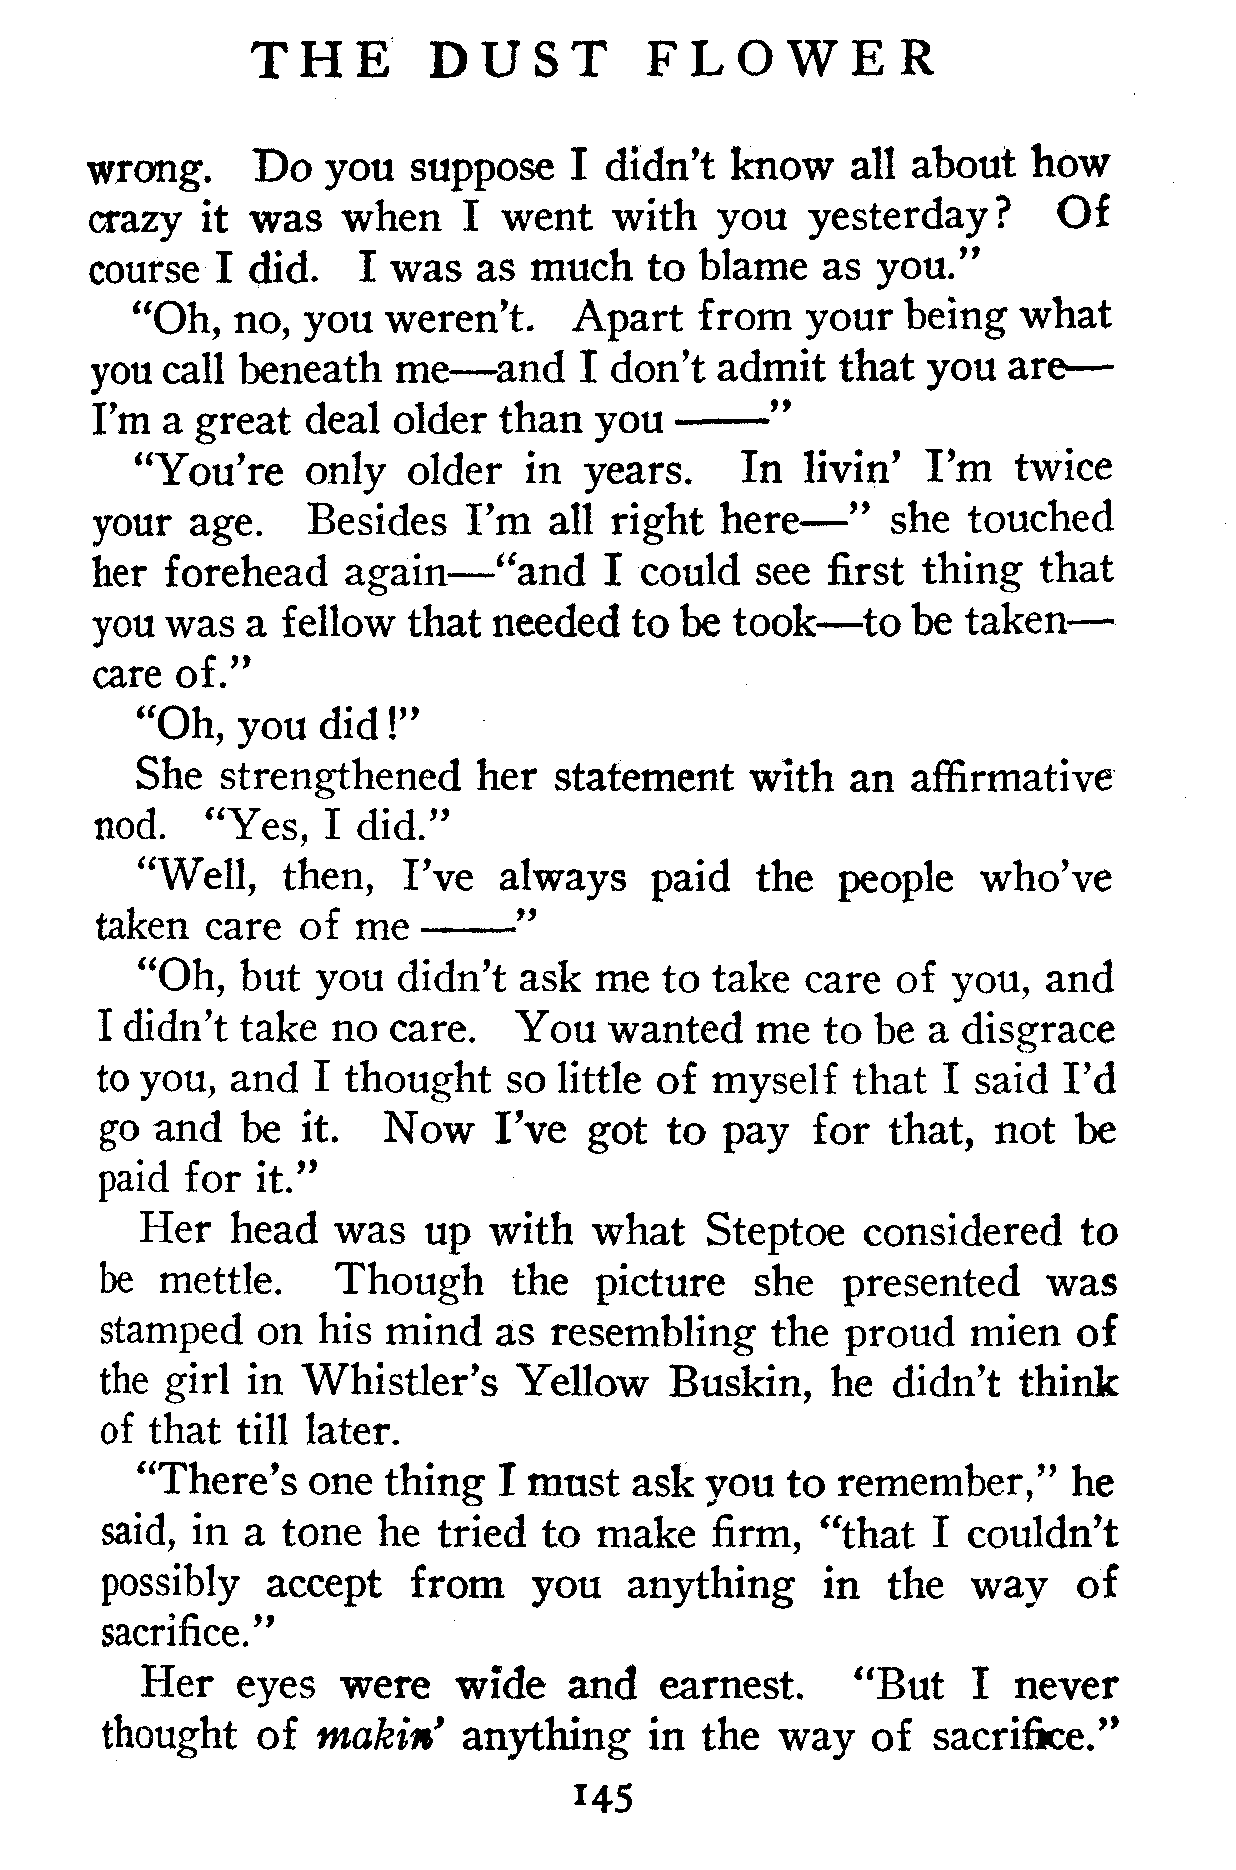 THE DUST FLOWER
wrong. Do you suppose I didn't know all about how
crazy it was when I went with you yesterday? Of
course I did. I was as much to blame as you."
"Oh, no, you weren't. Apart from your being what
you call beneath me—and I don't admit that you are—
I'm a great deal older than you ——"
"You're only older in years. In livin' I'm twice
your age. Besides I'm all right here—" she touched
her forehead again—"and I could see first thing that
you was a fellow that needed to be took—to be taken—
care of."
"Oh, you did!"
She strengthened her statement with an affirmative
nod. "Yes, I did."
"Well, then, I've always paid the people who've
taken care of me ——"
"Oh, but you didn't ask me to take care of you, and
I didn't take no care. You wanted me to be a disgrace
to you, and I thought so little of myself that I said I'd
go and be it. Now I've got to pay for that, not be
paid for it."
Her head was up with what Steptoe considered to
be mettle. Though the picture she presented was
stamped on his mind as resembling the proud mien of
the girl in Whistler's Yellow Buskin, he didn't think
of that till later.
"There's one thing I must ask you to remember," he
said, in a tone he tried to make firm, "that I couldn't
possibly accept from you anything in the way of
sacrifice."
Her eyes were wide and earnest. "But I never
thought of makin' anything in the way of sacrifice."
145